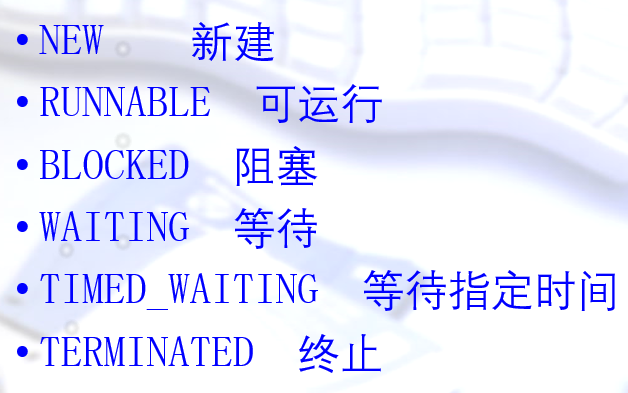 • NEW 新建
• RUNNABLE 可运行
• BLOCKED 阻塞
• WAITING 等待
• TIMED_WAITING 等待指定时间
• TERMINATED 终止